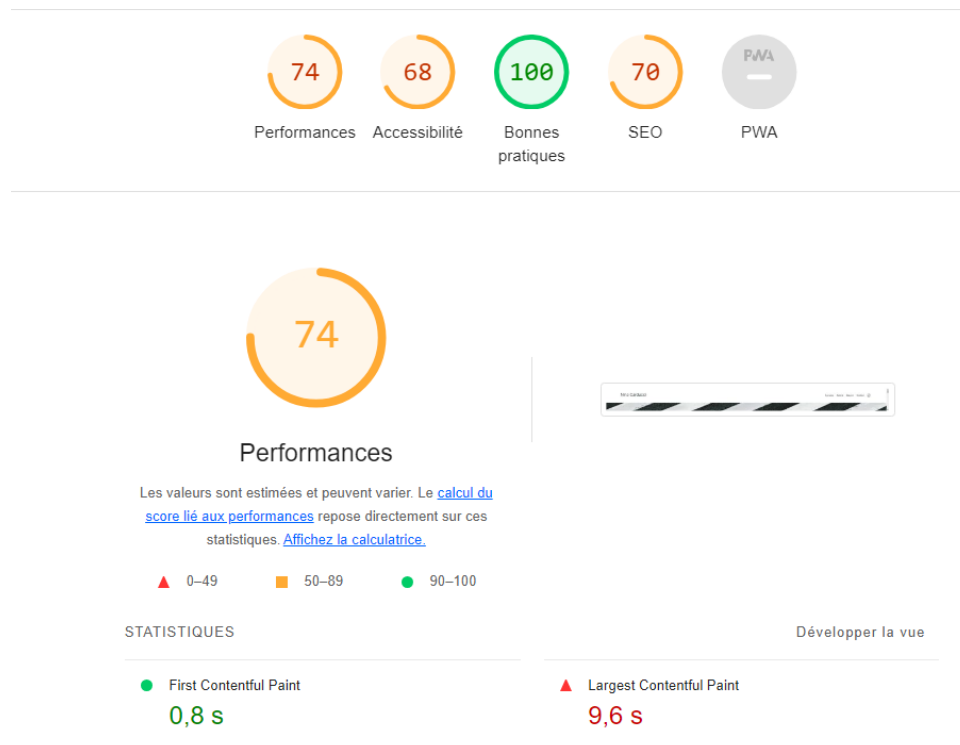 74
68
100
70
PWA
Performances
Accessibilité
Bonnes
pratiques
SEO
PWA
74
Performances
Les valeurs sont estimées et peuvent varier. Le calcul du
score lié aux performances repose directement sur ces
statistiques. Affichez la calculatrice.
0–49
50–89
90–100
STATISTIQUES
Développer la vue
First Contentful Paint
0,8 s
Largest Contentful Paint
9,6 s